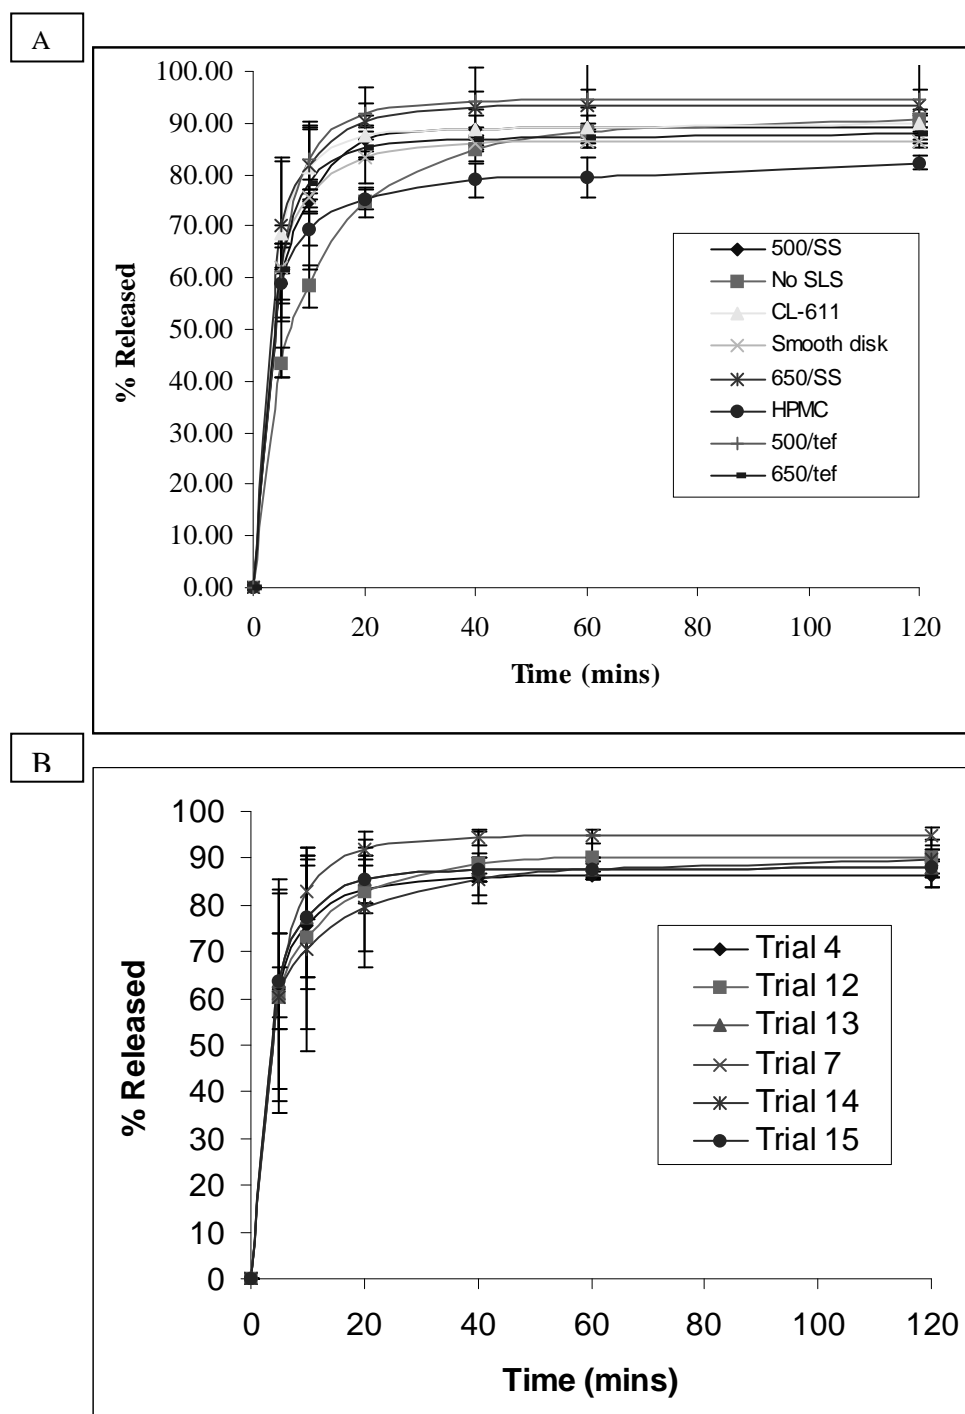 A
100.00
90.00
80.00
70.00
60.00
50.00
40.00
30.00
20.00
10.00
0.00
% Released
500/SS
No SLS
CL-611
Smooth disk
650/SS
HPMC
500/tef
650/tef
0 20 40 60 80 100 120
Time (mins)
B
100
90
80
70
60
50
40
30
20
10
0
% Released
Trial 4
Trial 12
Trial 13
Trial 7
Trial 14
Trial 15
0 20 40 60 80 100 120
Time (mins)